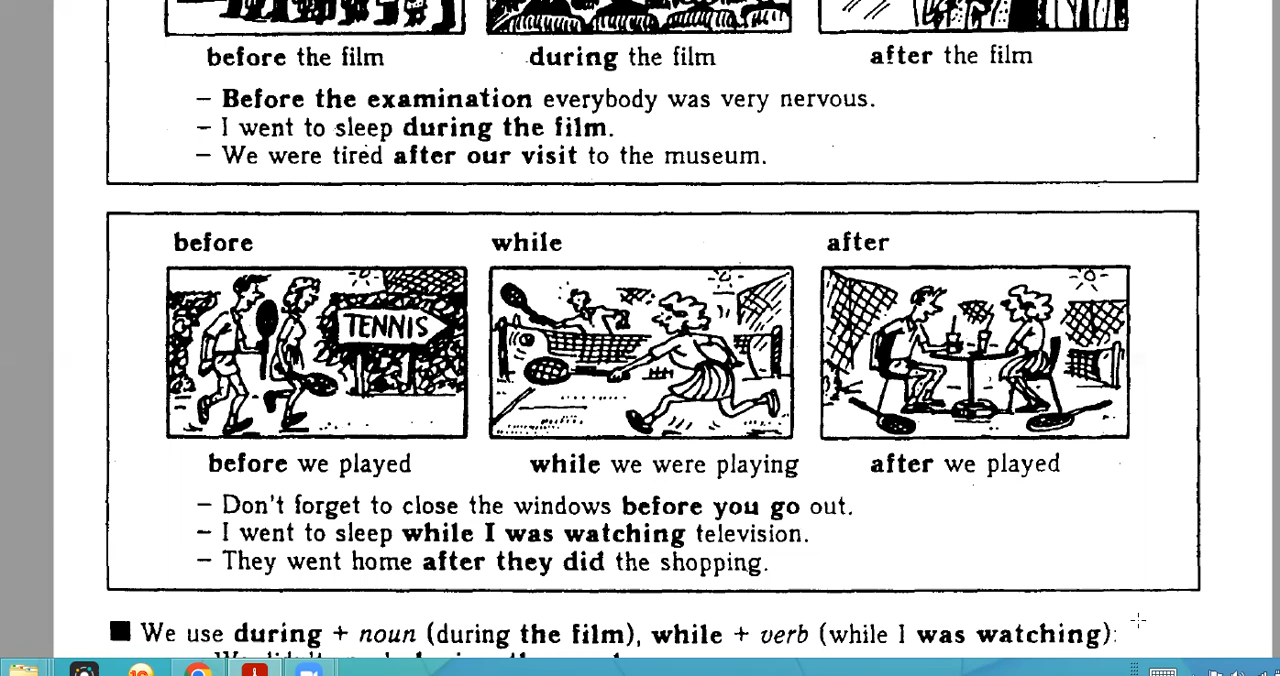 before the film during the film after the film
– Before the examination everybody was very nervous.
– I went to sleep during the film.
– We were tired after our visit to the museum.
before while after
TENNIS
before we played while we were playing after we played
– Don't forget to close the windows before you go out.
– I went to sleep while I was watching television.
– They went home after they did the shopping.
■ We use during + noun (during the film), while + verb (while I was watching):